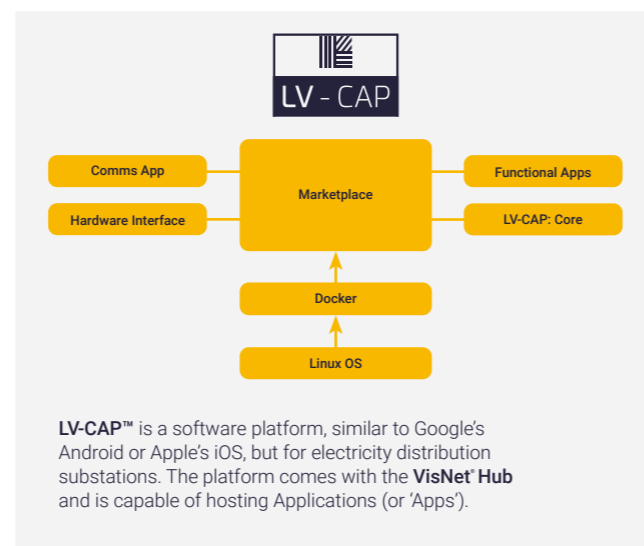 LV - CAP
Comms App
Functional Apps
Marketplace
Hardware Interface
LV-CAP: Core
Docker
Linux OS
LV-CAP™ is a software platform, similar to Google's
Android or Apple's iOS, but for electricity distribution
substations. The platform comes with the VisNet® Hub
and is capable of hosting Applications (or 'Apps').